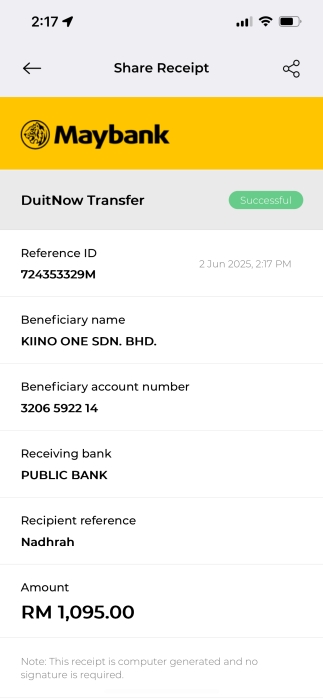 2:17
Share Receipt
Maybank
DuitNow Transfer
Successful
Reference ID
2 Jun 2025, 2:17 PM
724353329M
Beneficiary name
KIINO ONE SDN. BHD.
Beneficiary account number
3206 5922 14
Receiving bank
PUBLIC BANK
Recipient reference
Nadhrah
Amount
RM 1,095.00
Note: This receipt is computer generated and no
signature is required.